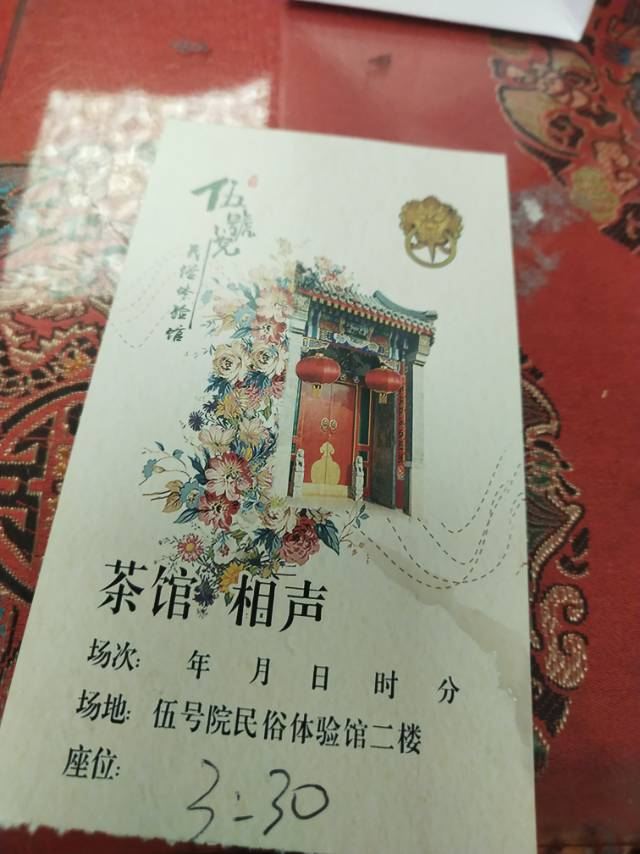 伍號院
民俗体验馆
茶馆 相声
场次: 年 月 日 时 分
场地: 伍号院民俗体验馆二楼
座位:
3:30